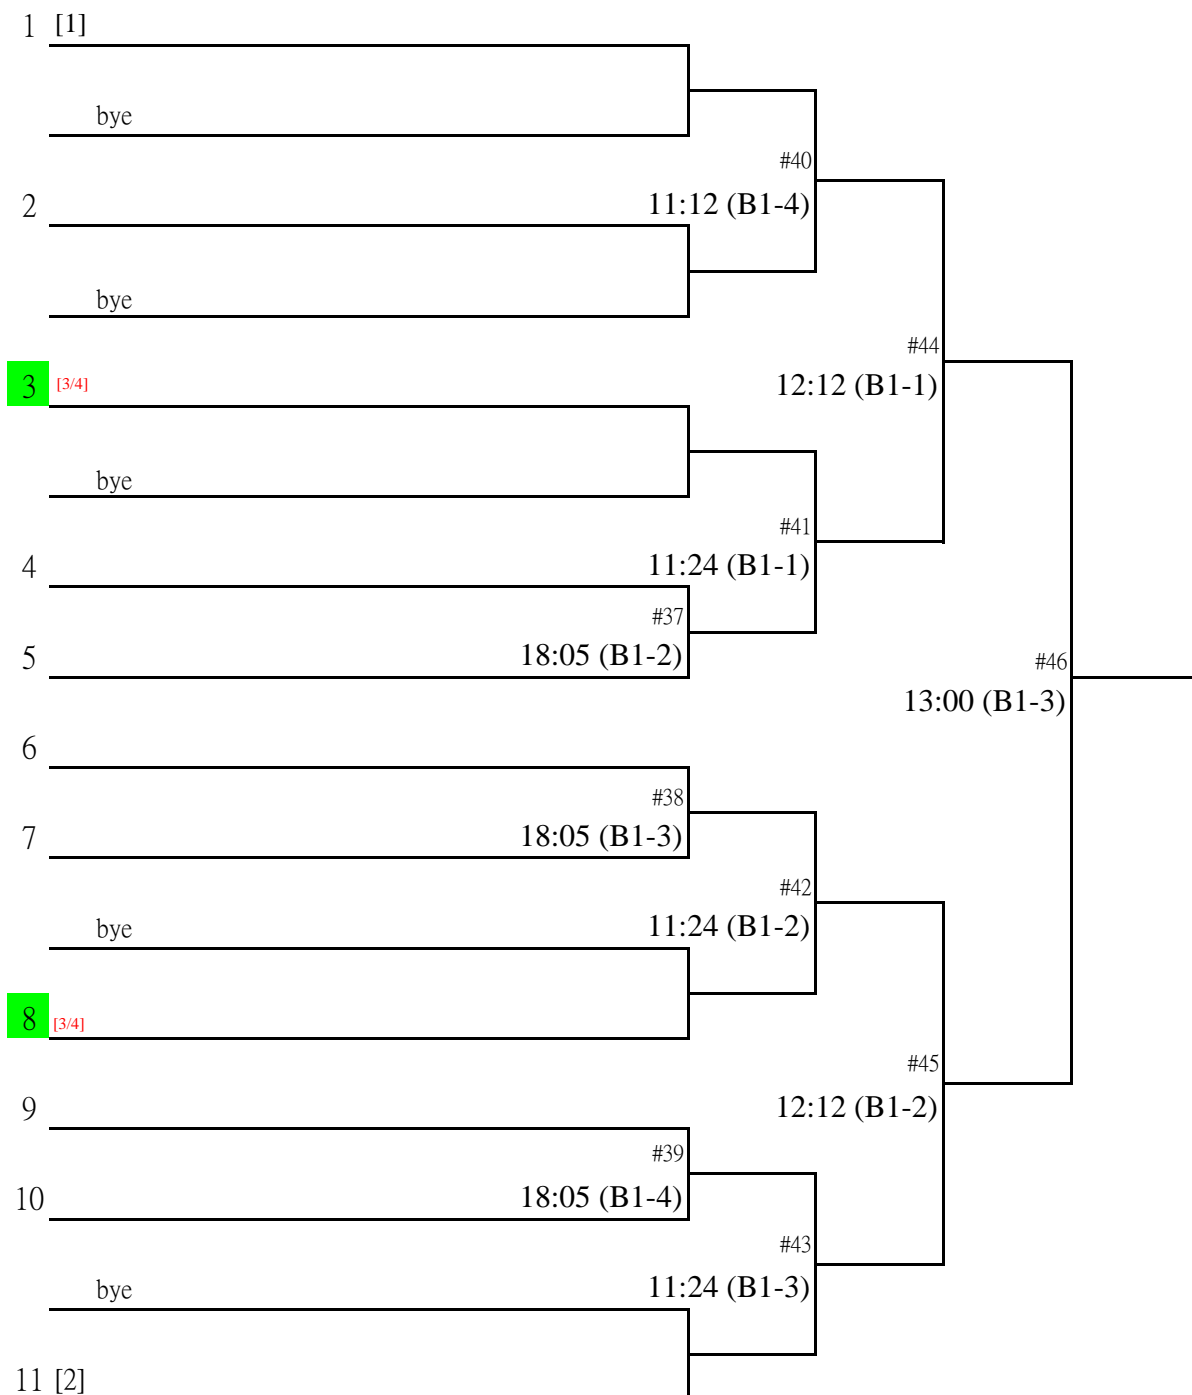 1 [1]
bye
#40
2 11:12 (B1-4)
bye
#44
3 [3/4]
12:12 (B1-1)
bye
#41
4 11:24 (B1-1)
#37
5 18:05 (B1-2)
#46
13:00 (B1-3)
6
#38
7 18:05 (B1-3)
#42
bye 11:24 (B1-2)
8 [3/4]
#45
9 12:12 (B1-2)
#39
10 18:05 (B1-4)
#43
bye 11:24 (B1-3)
11 [2]